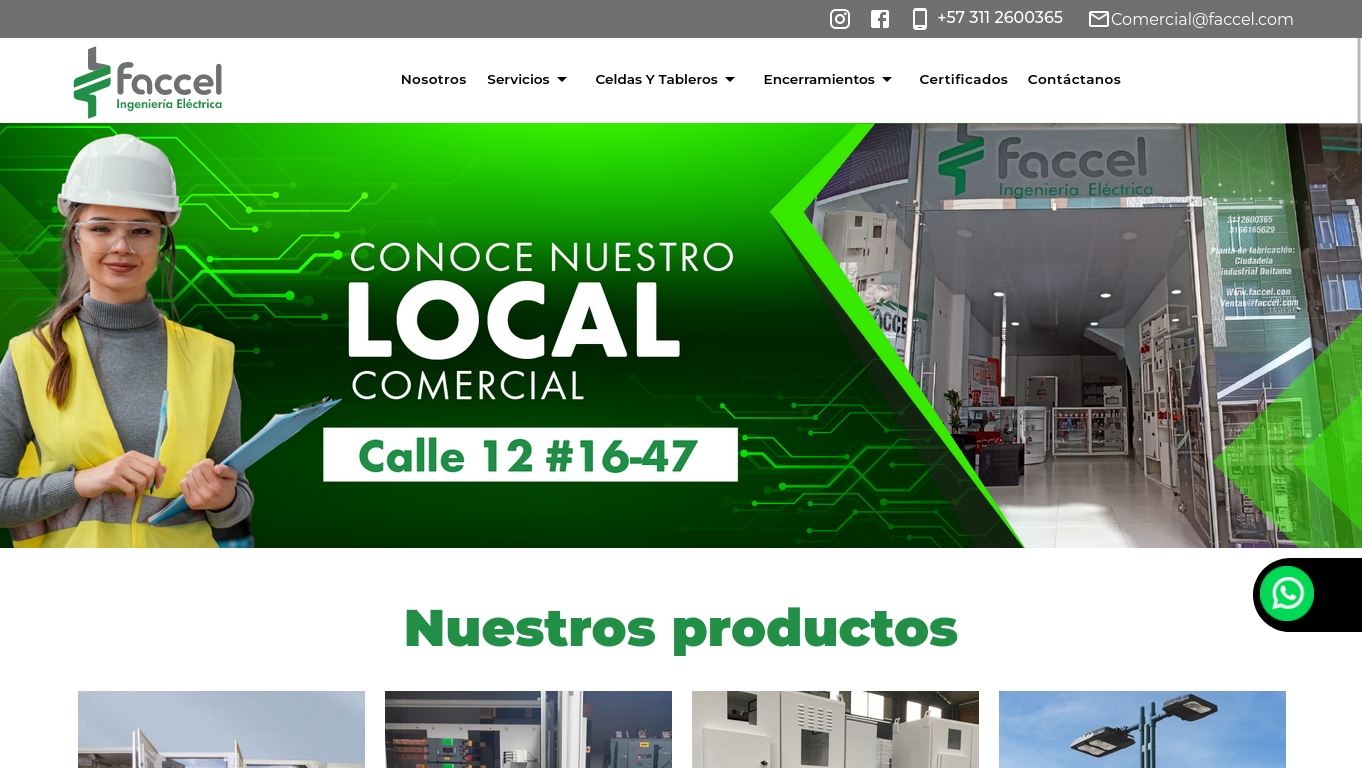 +57 311 2600365
Comercial@faccel.com
faccel
Ingeniería Eléctrica
Nosotros
Servicios
Celdas Y Tableros
Encerramientos
Certificados
Contáctanos
CONOCE NUESTRO
LOCAL
COMERCIAL
Calle 12 #16-47
faccel
Ingeniería Eléctrica
3112600365
3166165629
Planta de fabricación:
Ciudadela
industrial Duitama
Www.faccel.con
Ventas@faccel.com
Nuestros productos